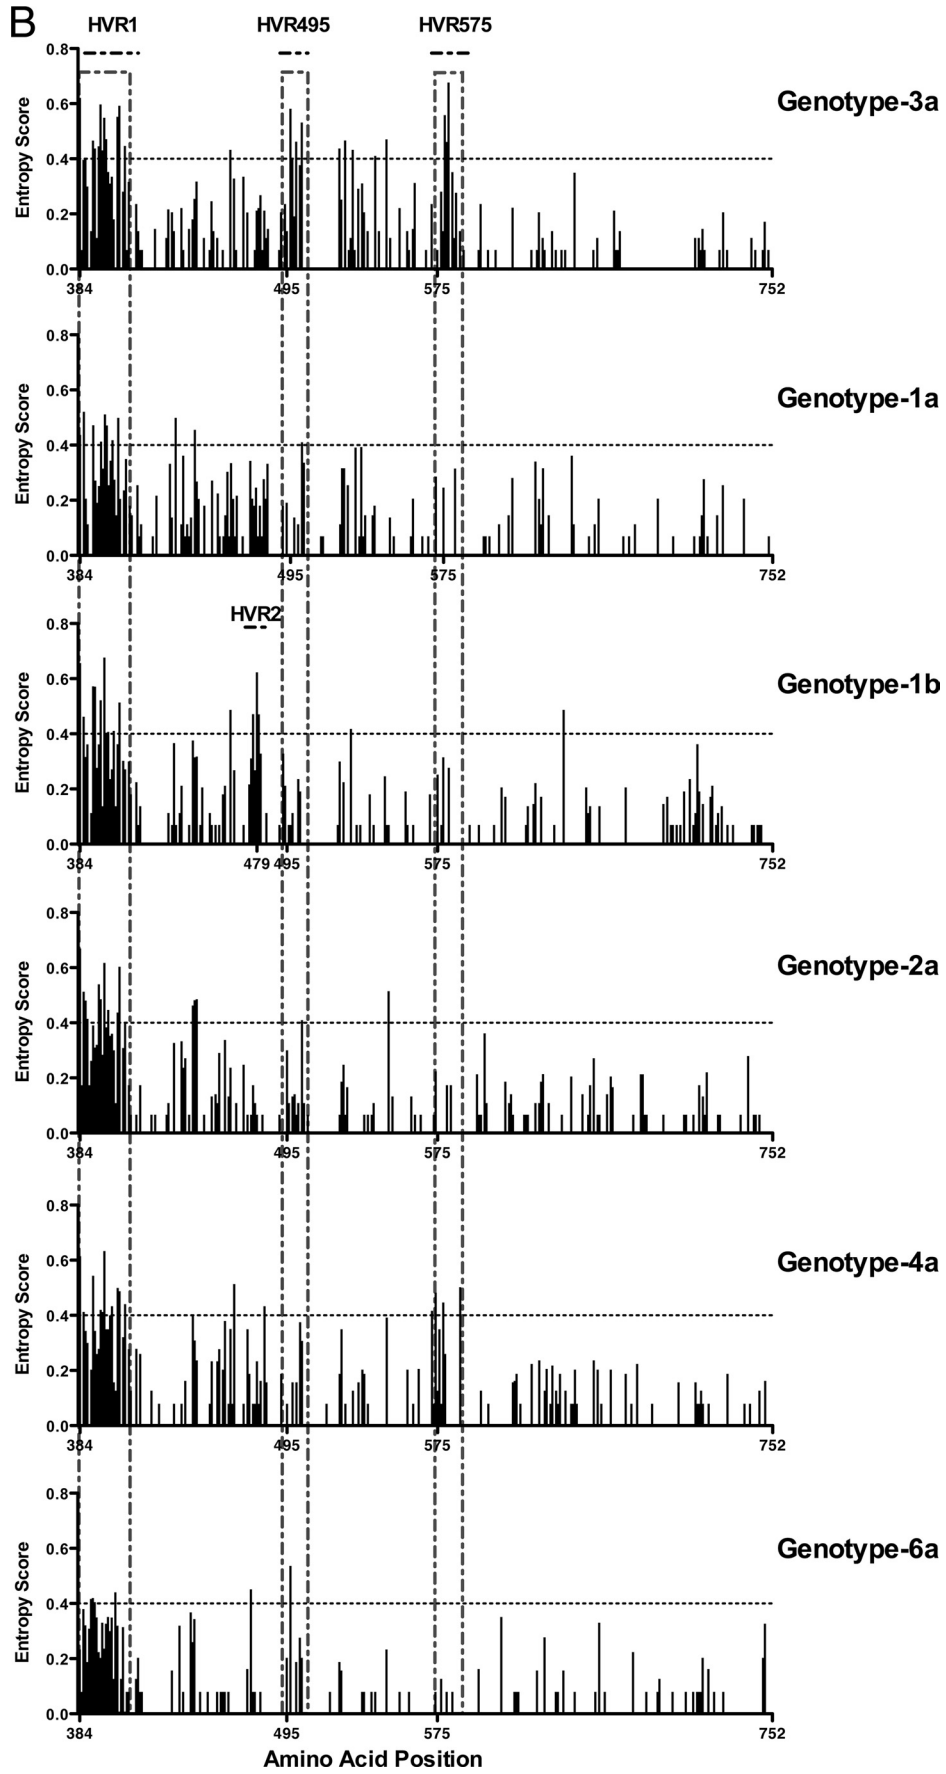 B
HVR1 HVR495 HVR575
Genotype-3a
Entropy Score
0.8
0.6
0.4
0.2
0.0
384 495 575 752
Genotype-1a
Entropy Score
0.8
0.6
0.4
0.2
0.0
384 495 575 752
HVR2
Genotype-1b
Entropy Score
0.8
0.6
0.4
0.2
0.0
384 479 495 575 752
Genotype-2a
Entropy Score
0.8
0.6
0.4
0.2
0.0
384 495 575 752
Genotype-4a
Entropy Score
0.8
0.6
0.4
0.2
0.0
384 495 575 752
Genotype-6a
Entropy Score
0.8
0.6
0.4
0.2
0.0
384 495 575 752
Amino Acid Position